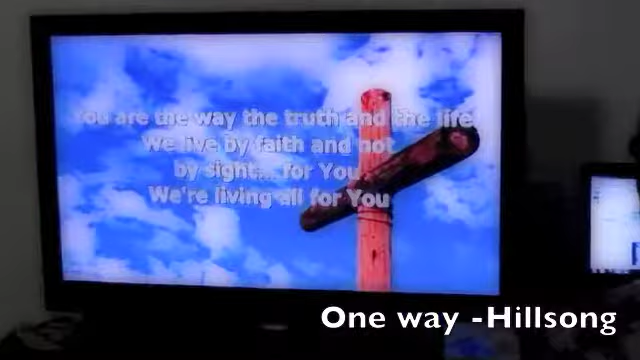 You are the way the truth and the life
We live by faith and not
by sight... for You
We're living all for You
One way -Hillsong